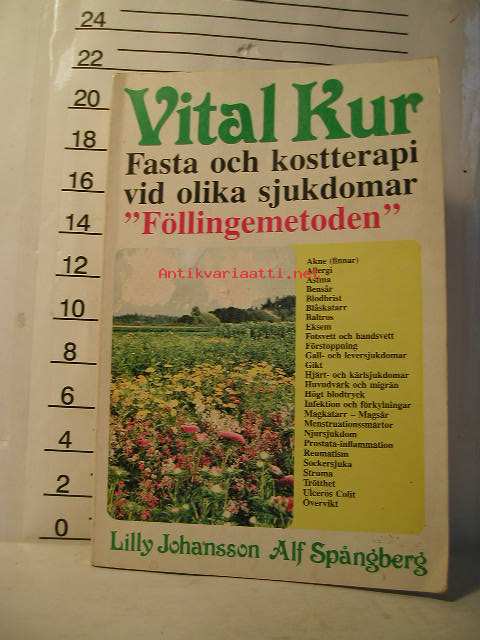 24
22
20
18
16
14
12
10
8
6
4
2
0
Vital Kur
Fasta och kostterapi
vid olika sjukdomar
"Föllingemetoden"
Antikvariaatti.net
Akne (finnar)
Allergi
Astma
Bensår
Blodbrist
Blåskatarr
Bältros
Eksem
Fotsvett och handsvett
Förstoppning
Gall- och leversjukdomar
Gikt
Hjärt- och kärlsjukdomar
Huvudvärk och migrän
Högt blodtryck
Infektion och förkylningar
Magkatarr - Magsår
Menstruationssmärtor
Njursjukdom
Prostata-inflammation
Reumatism
Sockersjuka
Struma
Trötthet
Ulcerös Colit
Övervikt
Lilly Johansson Alf Spångberg